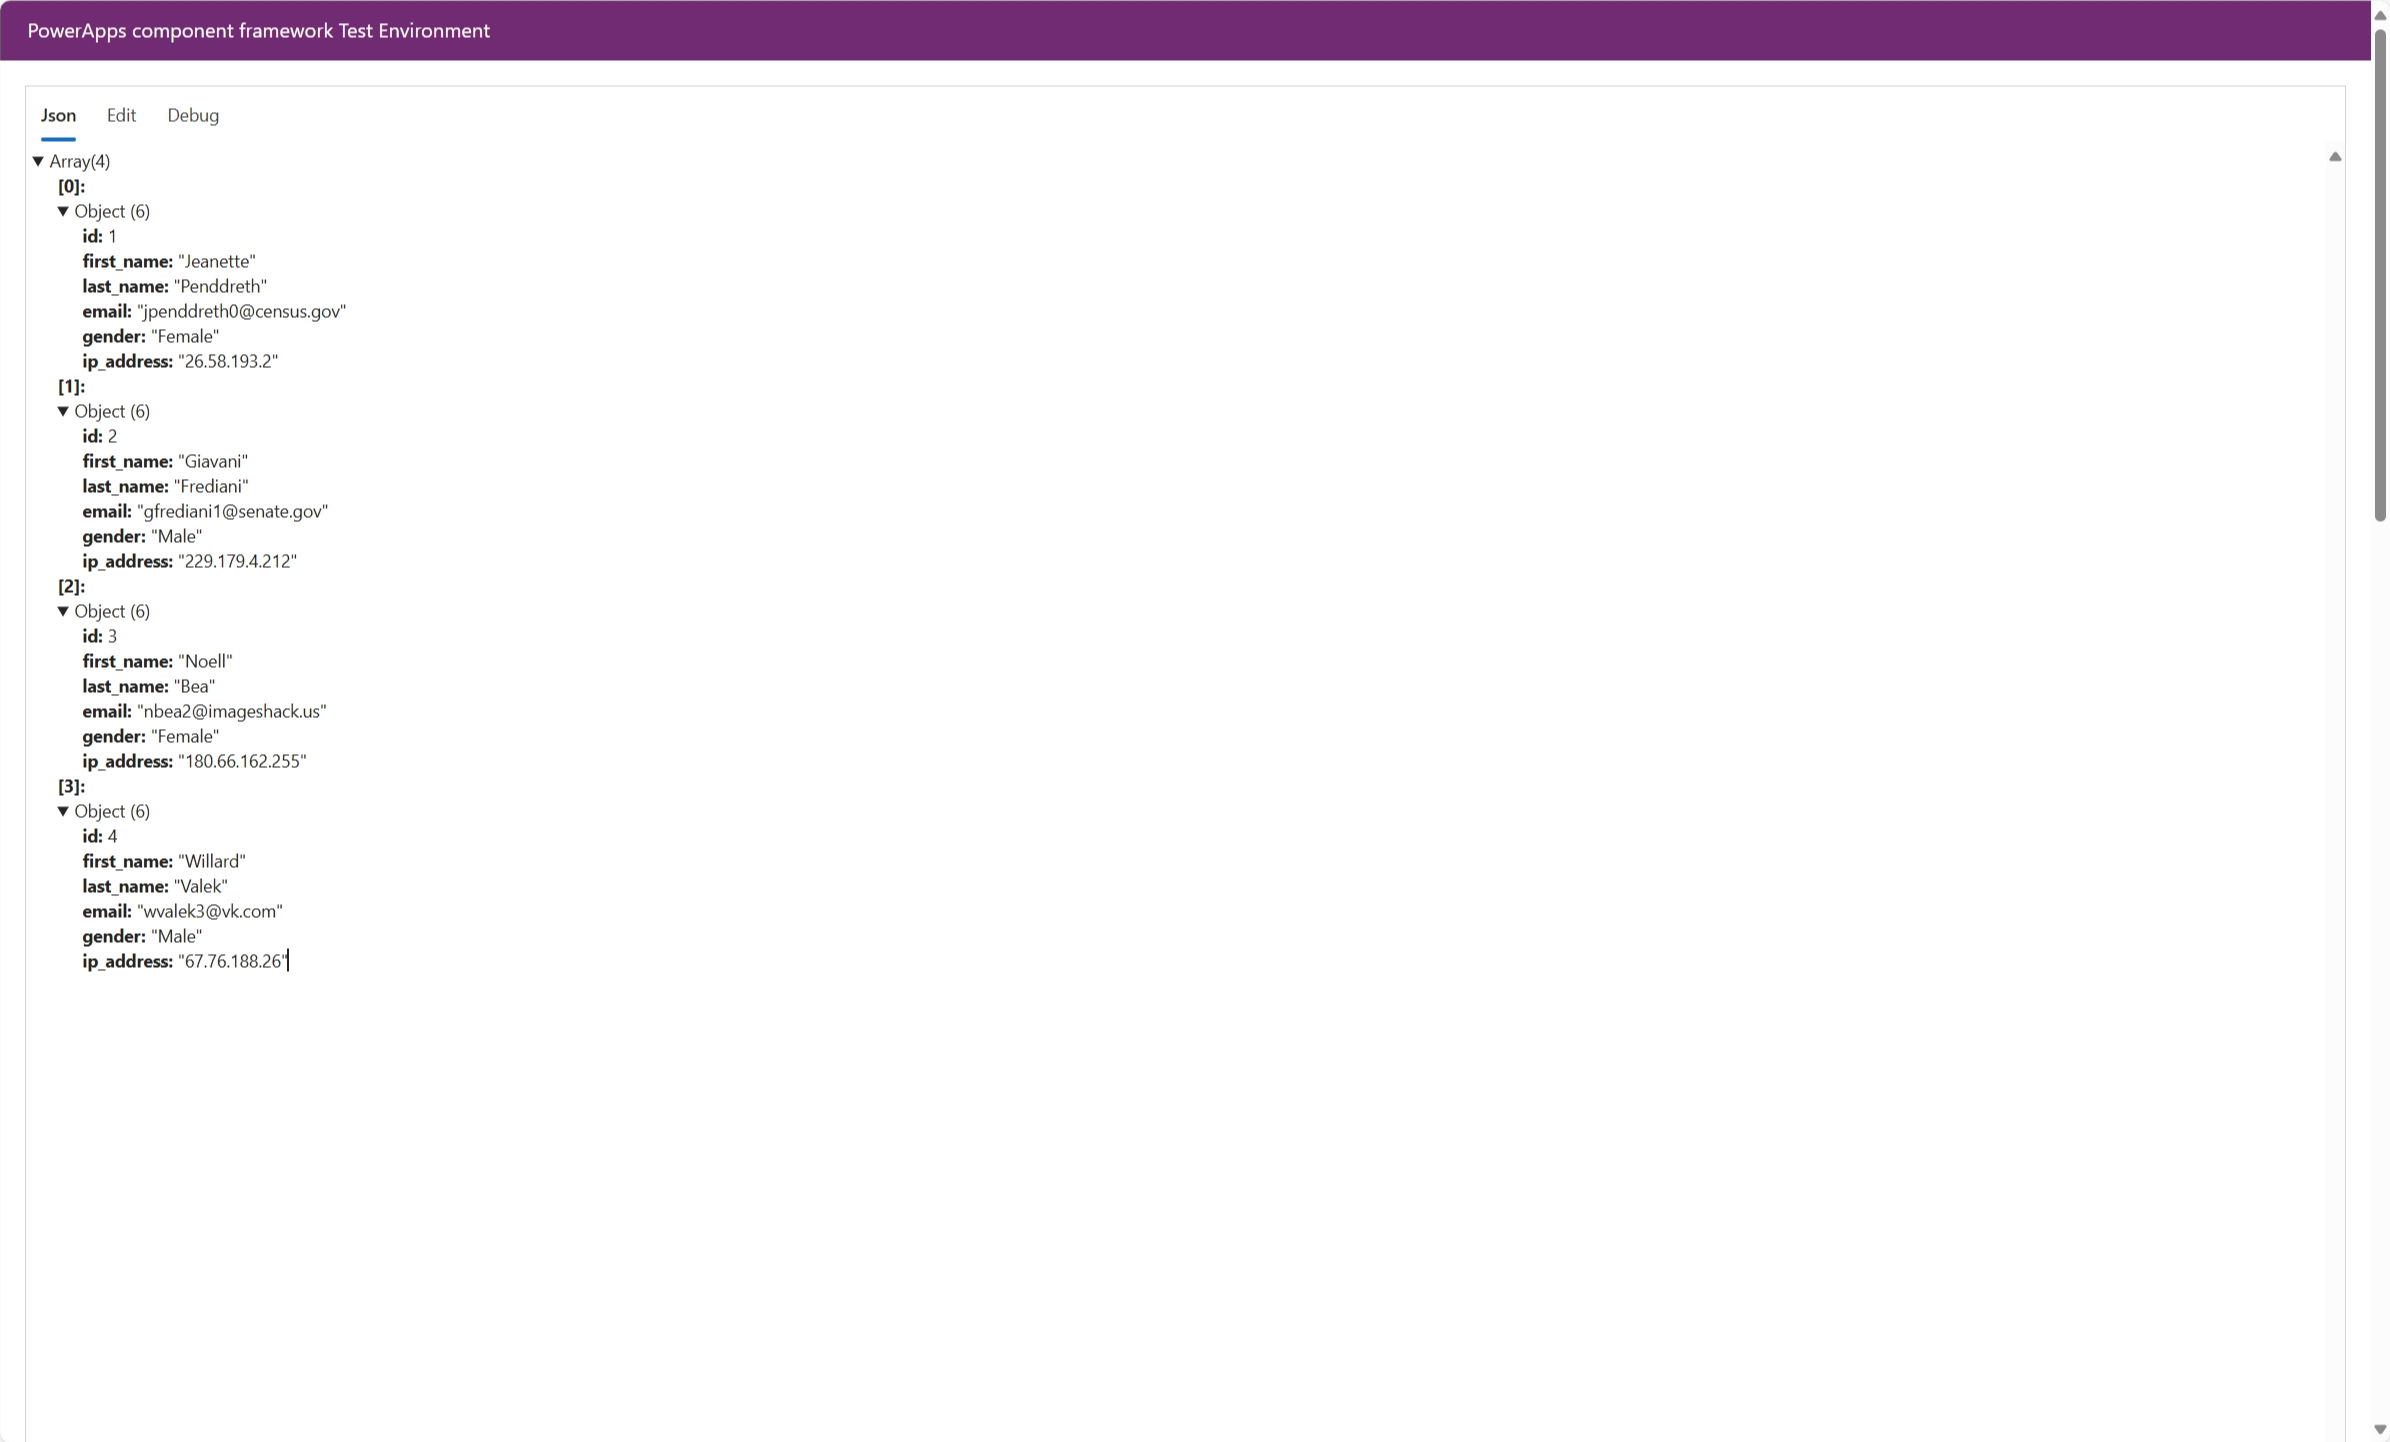 PowerApps component framework Test Environment
Json Edit Debug
Array(4)
[0]:
Object (6)
id: 1
first_name: "Jeanette"
last_name: "Penddreth"
email: "jpenddreth0@census.gov"
gender: "Female"
ip_address: "26.58.193.2"
[1]:
Object (6)
id: 2
first_name: "Giavani"
last_name: "Frediani"
email: "gfrediani1@senate.gov"
gender: "Male"
ip_address: "229.179.4.212"
[2]:
Object (6)
id: 3
first_name: "Noell"
last_name: "Bea"
email: "nbea2@imageshack.us"
gender: "Female"
ip_address: "180.66.162.255"
[3]:
Object (6)
id: 4
first_name: "Willard"
last_name: "Valek"
email: "wvalek3@vk.com"
gender: "Male"
ip_address: "67.76.188.26"